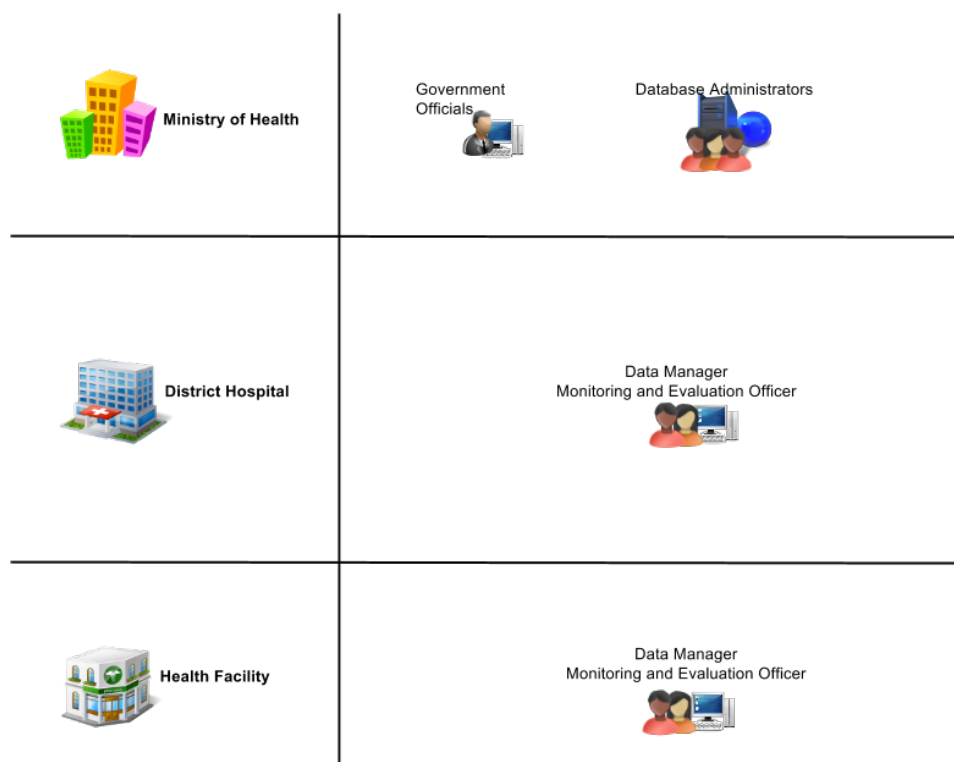 Ministry of Health
Government
Officials
Database Administrators
District Hospital
Data Manager
Monitoring and Evaluation Officer
Health Facility
Data Manager
Monitoring and Evaluation Officer